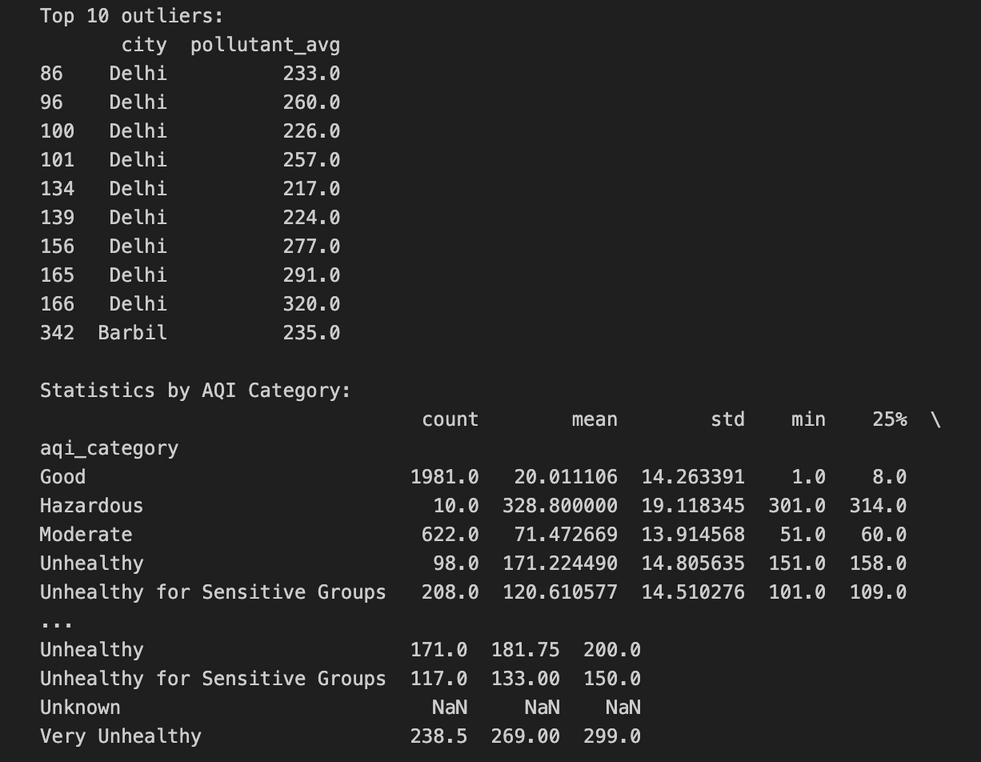 Top 10 outliers:
city pollutant_avg
86 Delhi 233.0
96 Delhi 260.0
100 Delhi 226.0
101 Delhi 257.0
134 Delhi 217.0
139 Delhi 224.0
156 Delhi 277.0
165 Delhi 291.0
166 Delhi 320.0
342 Barbil 235.0
Statistics by AQI Category:
count mean std min 25% \
aqi_category
Good 1981.0 20.011106 14.263391 1.0 8.0
Hazardous 10.0 328.800000 19.118345 301.0 314.0
Moderate 622.0 71.472669 13.914568 51.0 60.0
Unhealthy 98.0 171.224490 14.805635 151.0 158.0
Unhealthy for Sensitive Groups 208.0 120.610577 14.510276 101.0 109.0
...
Unhealthy 171.0 181.75 200.0
Unhealthy for Sensitive Groups 117.0 133.00 150.0
Unknown NaN NaN NaN
Very Unhealthy 238.5 269.00 299.0